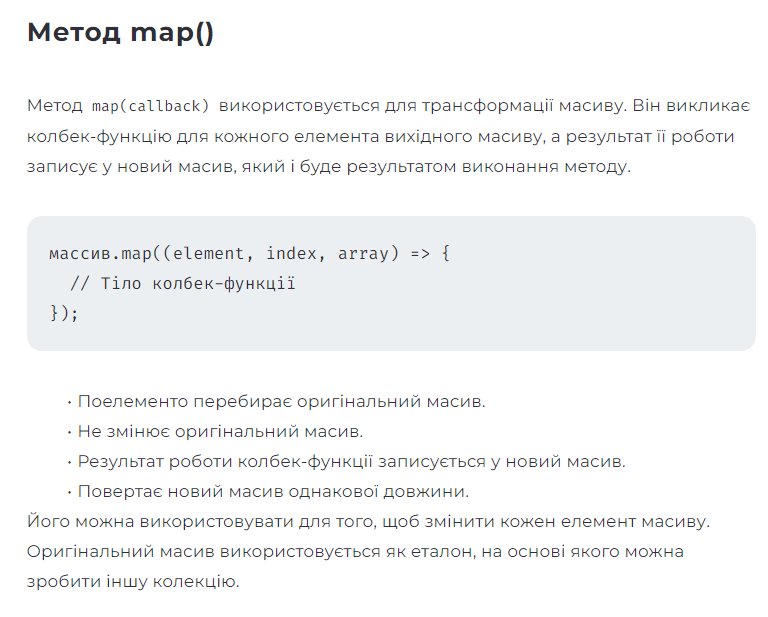 Метод map()
Метод map(callback) використовується для трансформації масиву. Він викликає
колбек-функцію для кожного елемента вихідного масиву, а результат її роботи
записує у новий масив, який і буде результатом виконання методу.
массив.map((element, index, array) => {
  // Тіло колбек-функції
});
• Поелементо перебирає оригінальний масив.
• Не змінює оригінальний масив.
• Результат роботи колбек-функції записується у новий масив.
• Повертає новий масив однакової довжини.
Його можна використовувати для того, щоб змінити кожен елемент масиву.
Оригінальний масив використовується як еталон, на основі якого можна
зробити іншу колекцію.